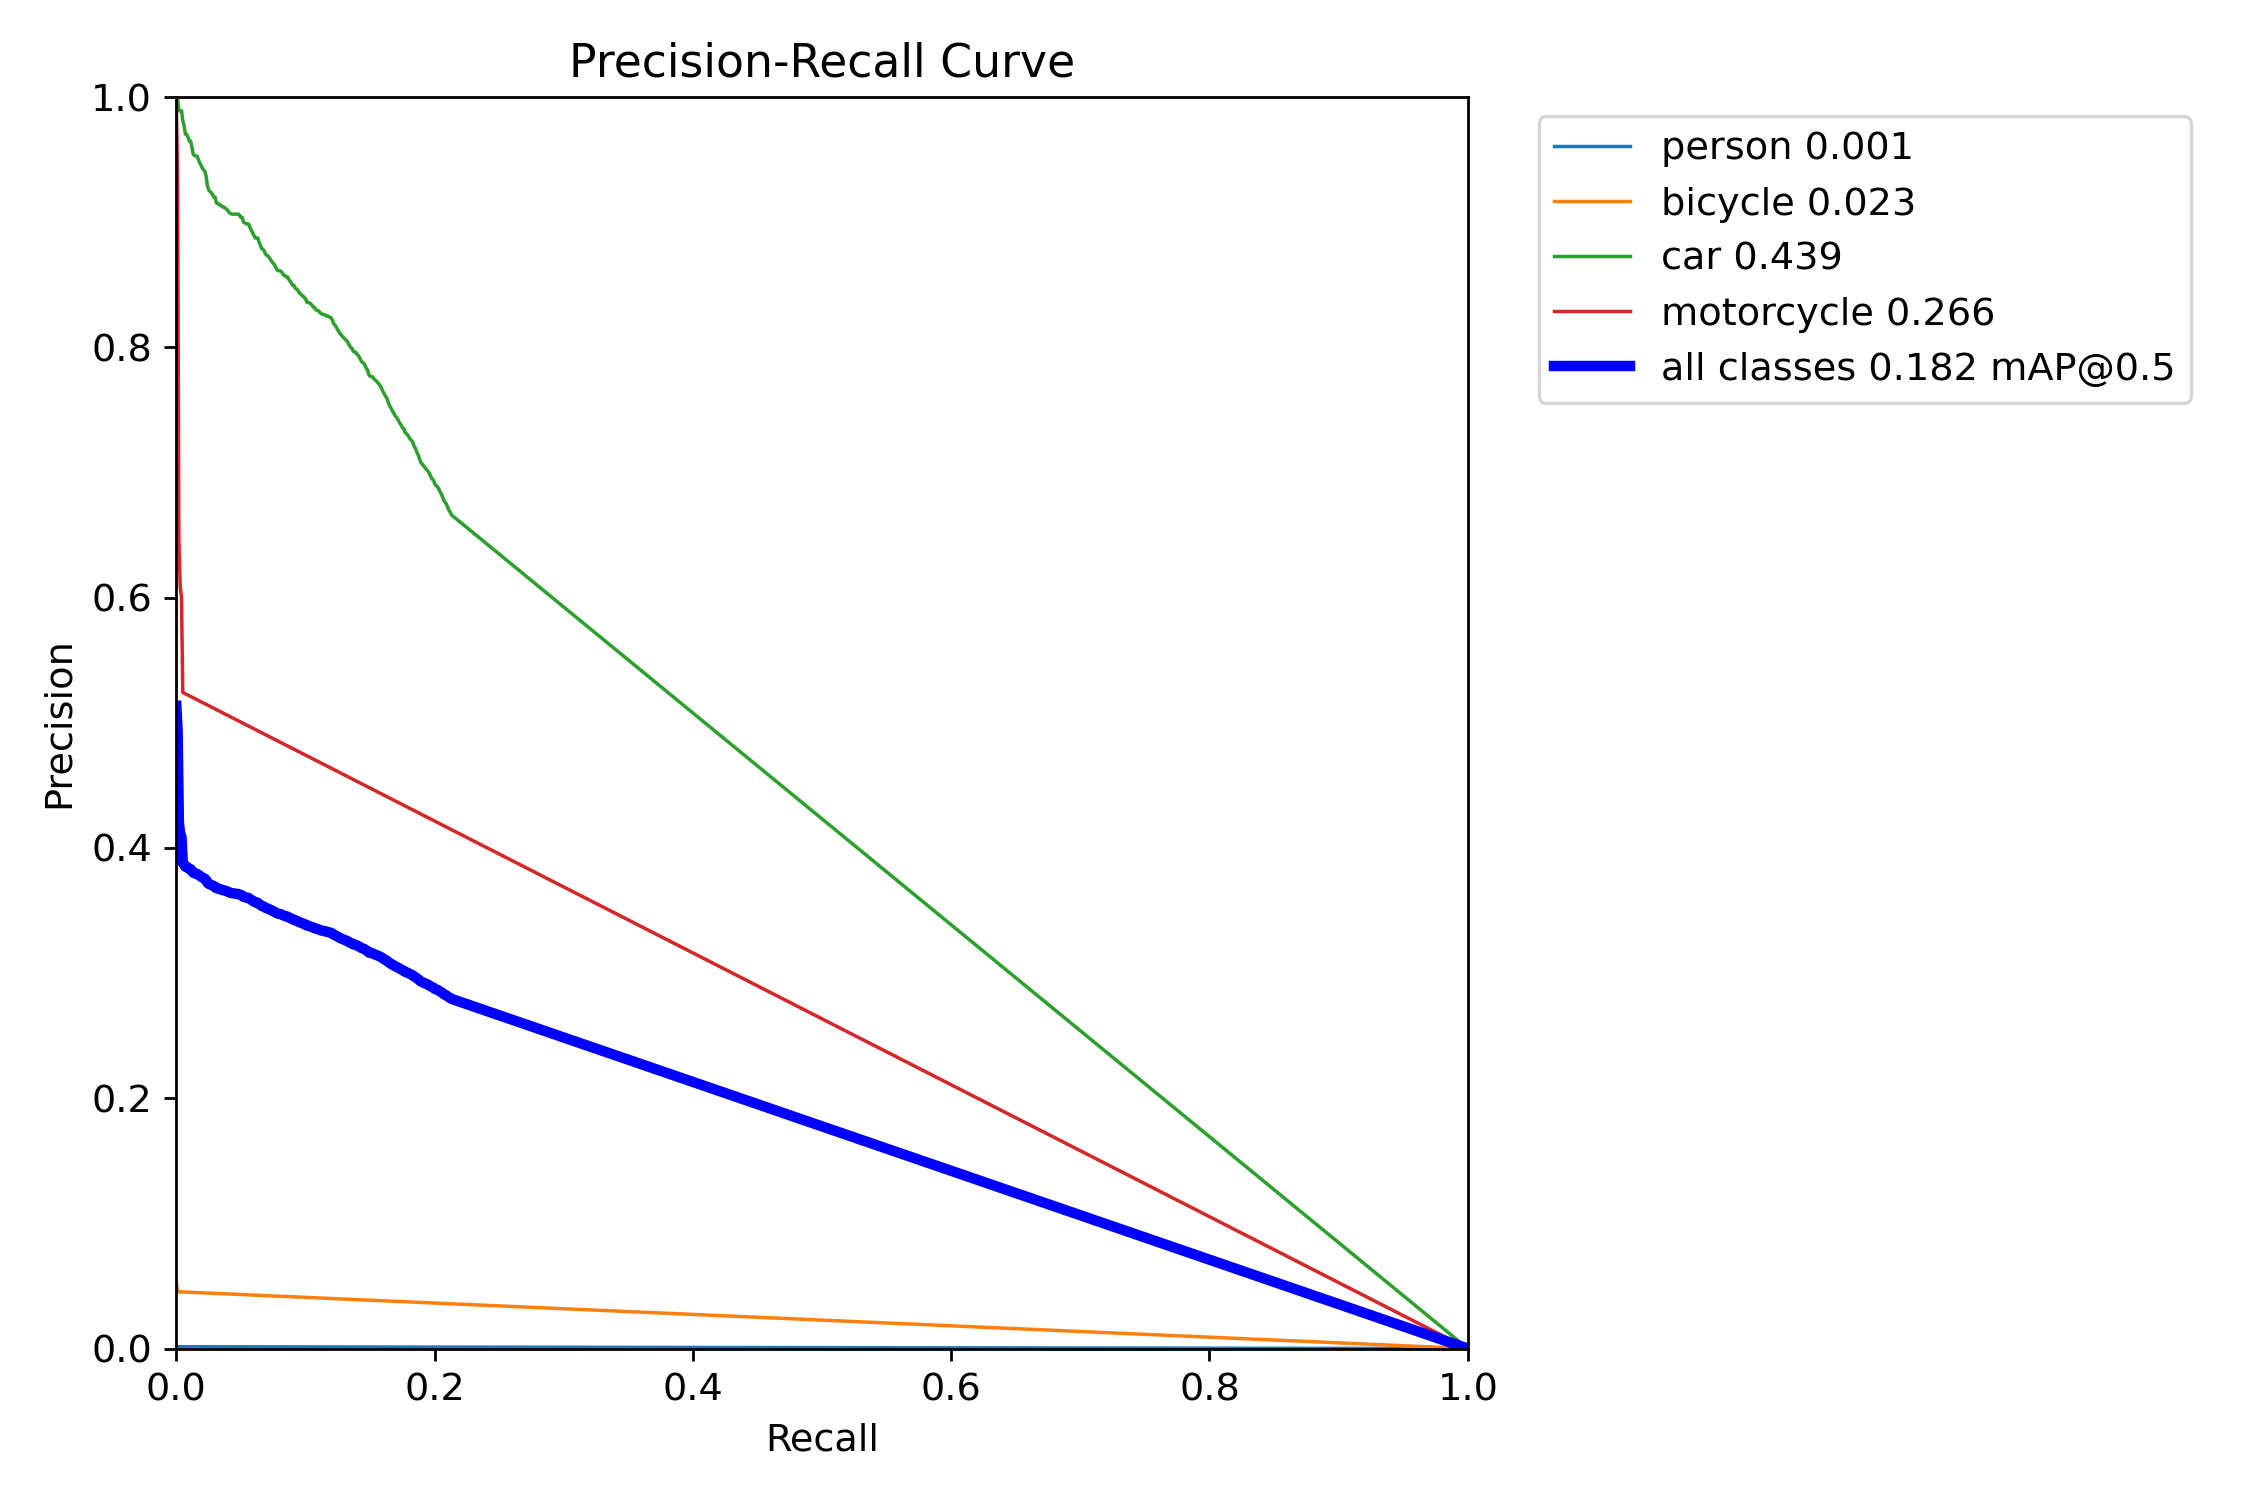 Precision-Recall Curve
1.0
0.8
0.6
0.4
0.2
0.0
Precision
0.0 0.2 0.4 0.6 0.8 1.0
Recall
person 0.001
bicycle 0.023
car 0.439
motorcycle 0.266
all classes 0.182 mAP@0.5